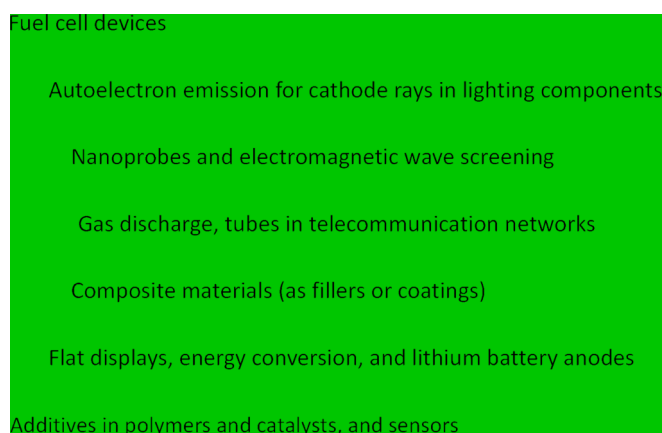 Fuel cell devices
Autoelectron emission for cathode rays in lighting components
Nanoprobes and electromagnetic wave screening
Gas discharge, tubes in telecommunication networks
Composite materials (as fillers or coatings)
Flat displays, energy conversion, and lithium battery anodes
Additives in polymers and catalysts, and sensors